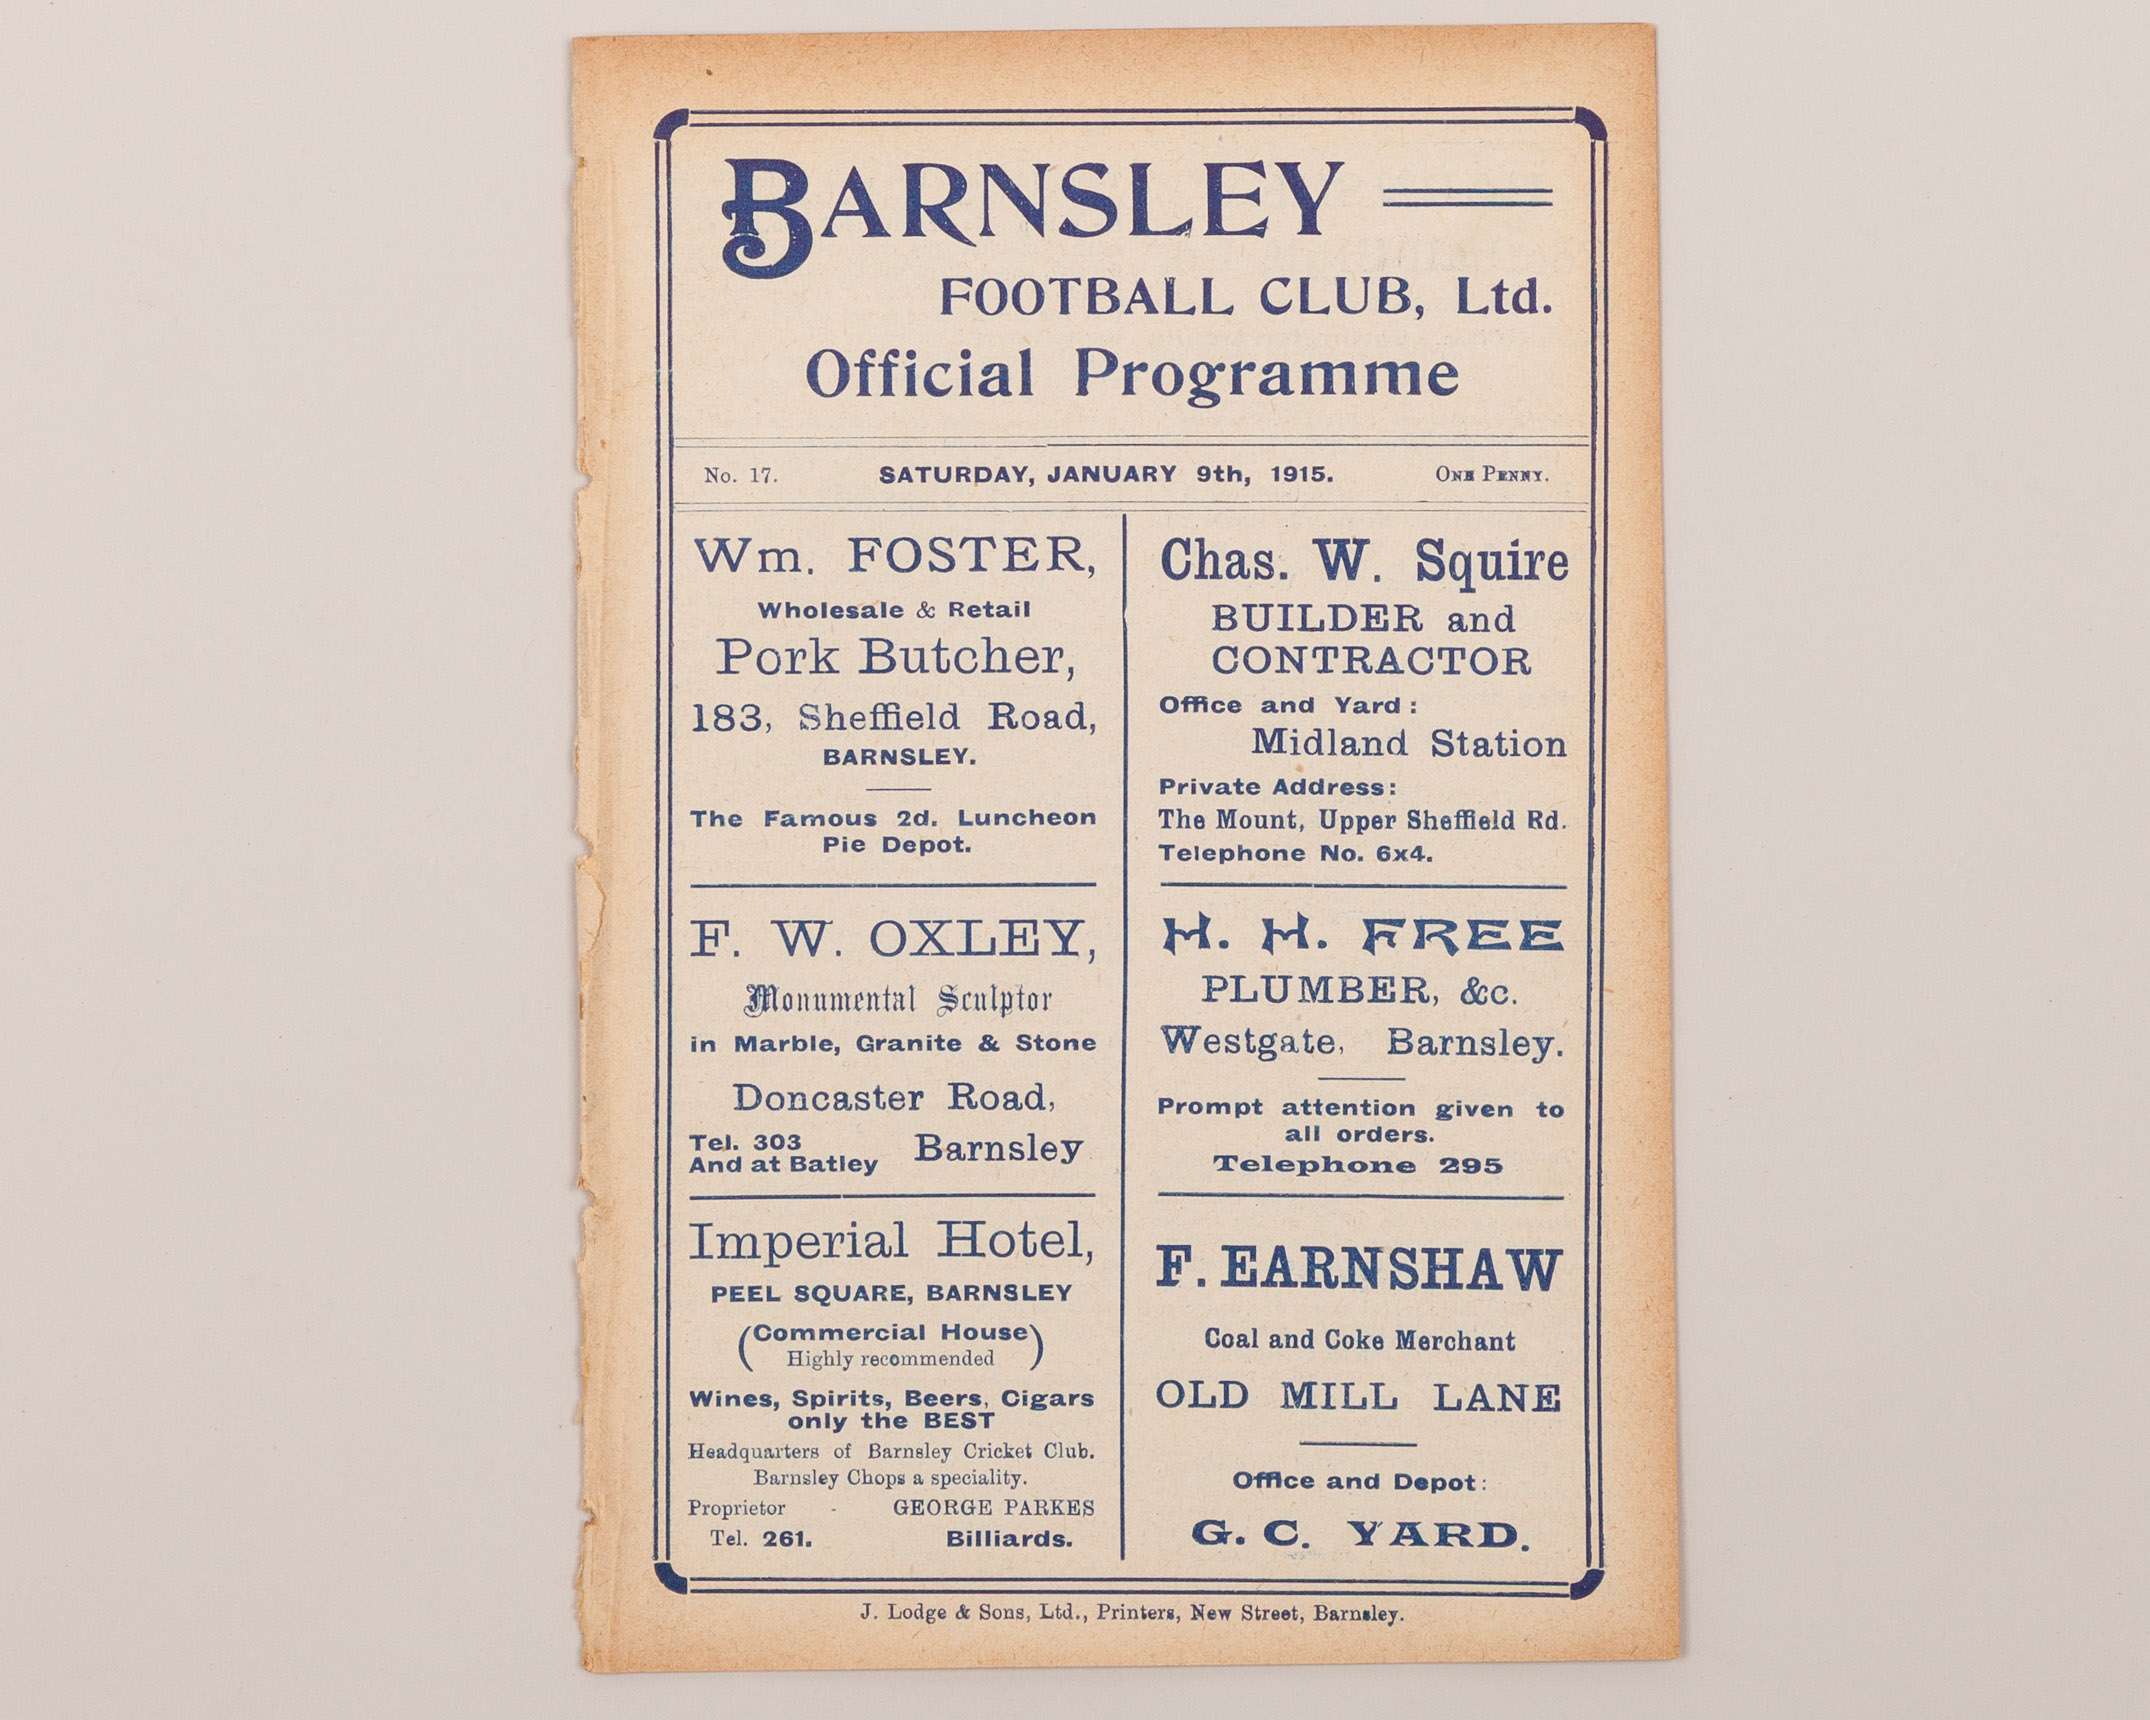 BARNSLEY
FOOTBALL CLUB, Ltd.
Official Programme
No. 17. SATURDAY, JANUARY 9th, 1915. ONE PENNY.
Wm. FOSTER,
Wholesale & Retail
Pork Butcher,
183, Sheffield Road,
BARNSLEY.
The Famous 2d. Luncheon
Pie Depot.
F. W. OXLEY,
Monumental Sculptor
in Marble, Granite & Stone
Doncaster Road,
Tel. 303
And at Batley Barnsley
Imperial Hotel,
PEEL SQUARE, BARNSLEY
(Commercial House
Highly recommended)
Wines, Spirits, Beers, Cigars
only the BEST
Headquarters of Barnsley Cricket Club.
Barnsley Chops a speciality.
Proprietor - GEORGE PARKES
Tel. 261. Billiards.
Chas. W. Squire
BUILDER and
CONTRACTOR
Office and Yard:
Midland Station
Private Address:
The Mount, Upper Sheffield Rd.
Telephone No. 6x4.
H. H. FREE
PLUMBER, &c.
Westgate, Barnsley.
Prompt attention given to
all orders.
Telephone 295
F. EARNSHAW
Coal and Coke Merchant
OLD MILL LANE
Office and Depot:
G. C. YARD.
J. Lodge & Sons, Ltd., Printers, New Street, Barnsley.